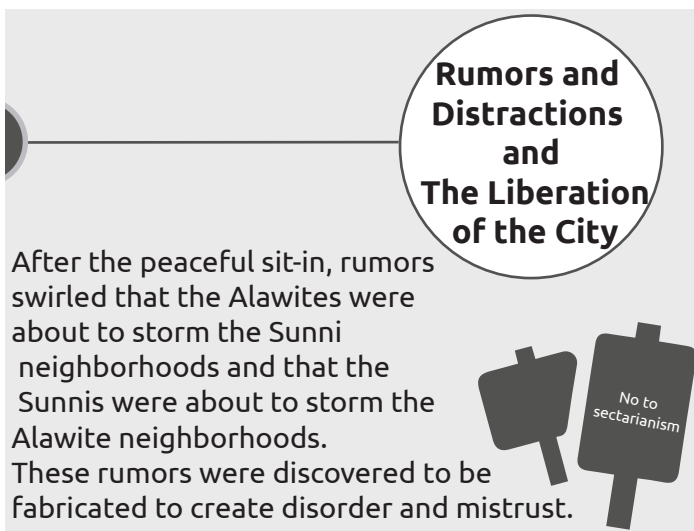 Rumors and
Distractions
and
The Liberation
of the City
After the peaceful sit-in, rumors
swirled that the Alawites were
about to storm the Sunni
neighborhoods and that the
Sunnis were about to storm the
Alawite neighborhoods.
These rumors were discovered to be
fabricated to create disorder and mistrust.
No to
sectarianism